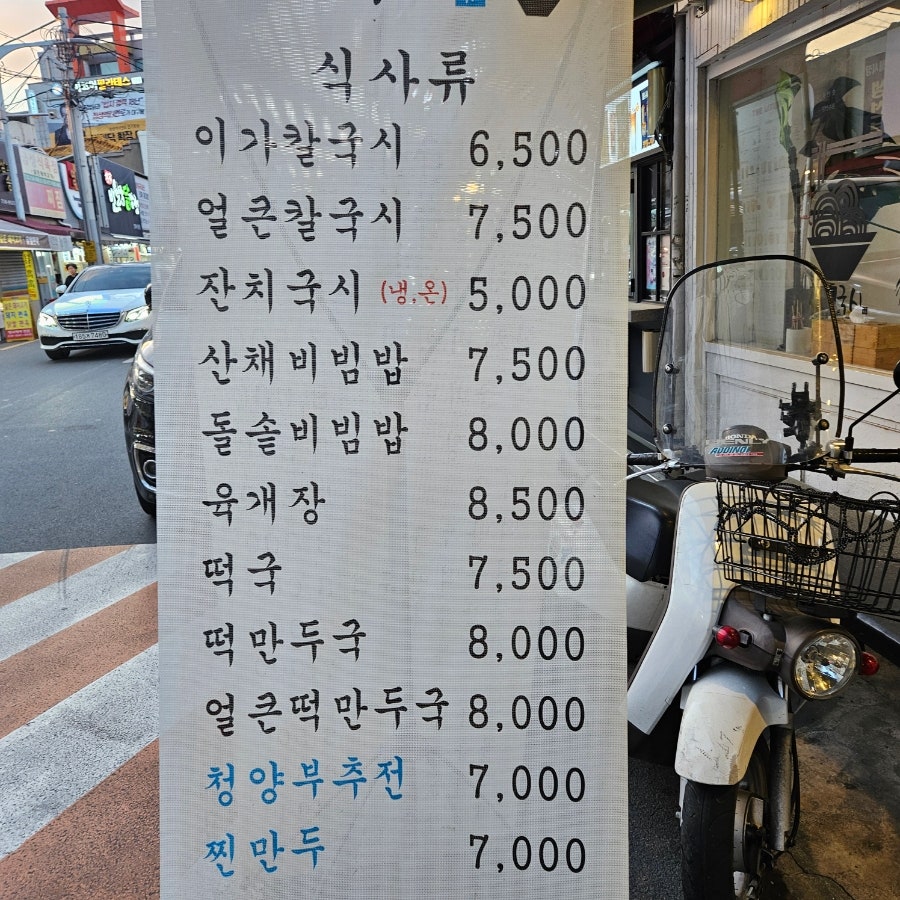 식사류
이가칼국시 6,500
얼큰칼국시 7,500
잔치국시 (냉.온) 5,000
산채비빔밥 7,500
돌솥비빔밥 8,000
육개장 8,500
떡국 7,500
떡만두국 8,000
얼큰떡만두국 8,000
청양부추전 7,000
찐만두 7,000
HONDA